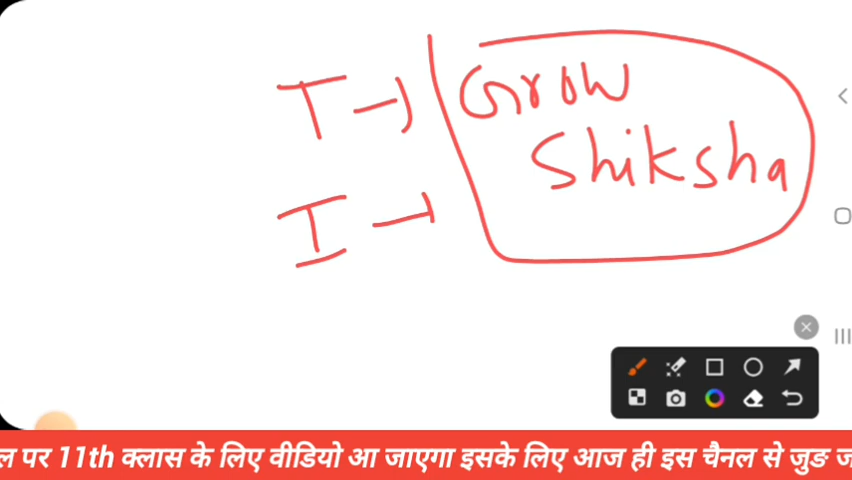 T → Grow
Shiksha
I →
ल पर 11th क्लास के लिए वीडियो आ जाएगा इसके लिए आज ही इस चैनल से जुङ ज